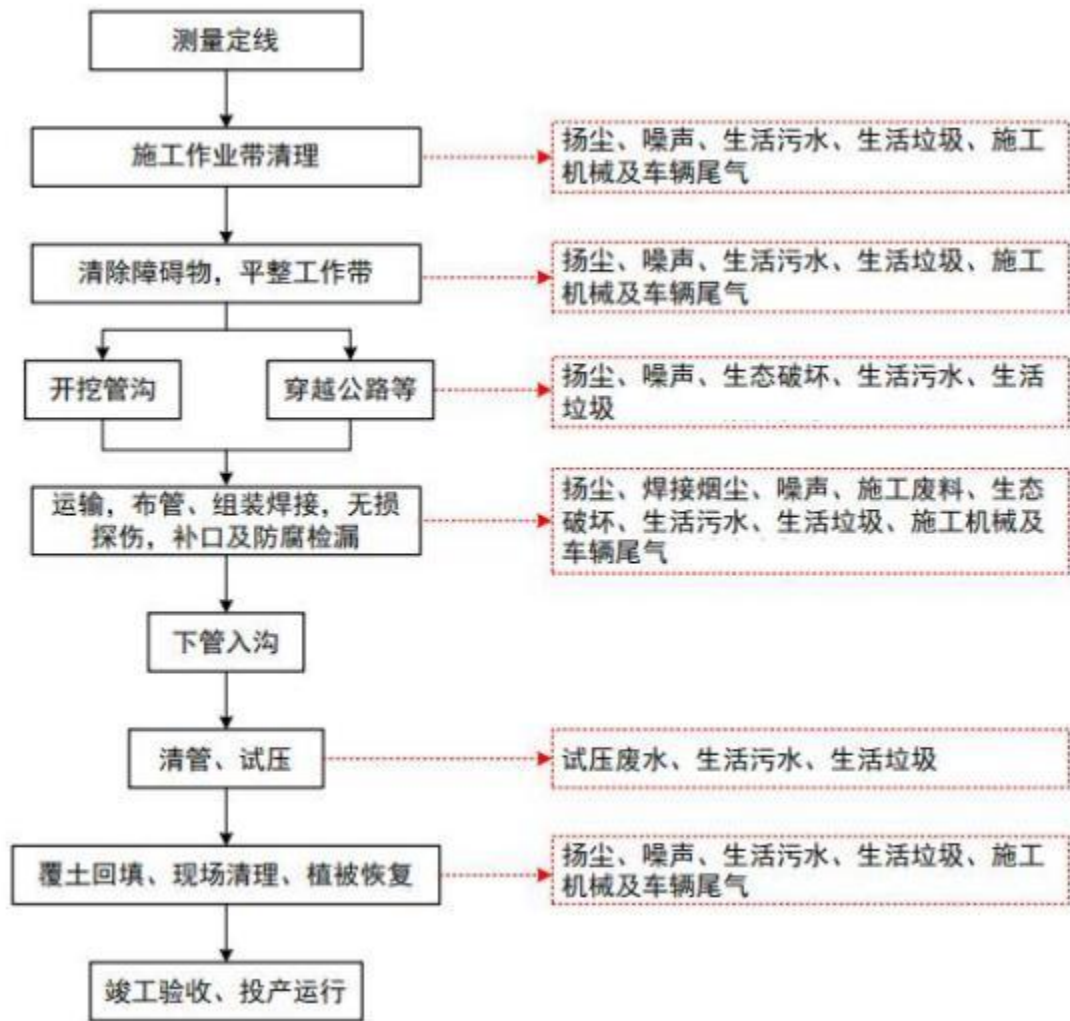 测量定线
施工作业带清理
扬尘、噪声、生活污水、生活垃圾、施工
机械及车辆尾气
清除障碍物，平整工作带
扬尘、噪声、生活污水、生活垃圾、施工
机械及车辆尾气
开挖管沟
穿越公路等
扬尘、噪声、生态破坏、生活污水、生活
垃圾
运输，布管、组装焊接，无损
探伤，补口及防腐检漏
扬尘、焊接烟尘、噪声、施工废料、生态
破坏、生活污水、生活垃圾、施工机械及
车辆尾气
下管入沟
清管、试压
试压废水、生活污水、生活垃圾
覆土回填、现场清理、植被恢复
扬尘、噪声、生活污水、生活垃圾、施工
机械及车辆尾气
竣工验收、投产运行